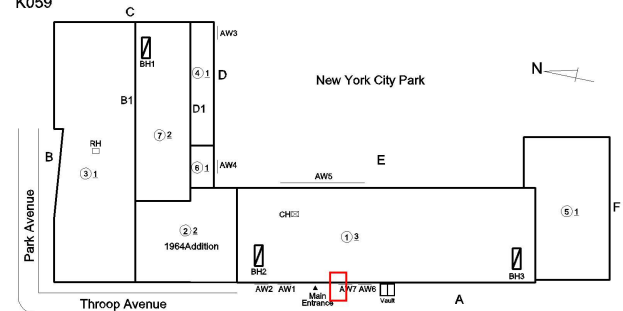 K059
C
AW3
BH1
④ 1
D
New York City Park
N
B1
D1
⑦ 2
RH
B
③ 1
⑥ 1
AW4
E
AW5
Park Avenue
⑤ 1
F
CH
② 2
1964Addition
① 3
BH2
BH3
AW2
AW1
Main
Entrance
AW7
AW6
Vault
A
Throop Avenue